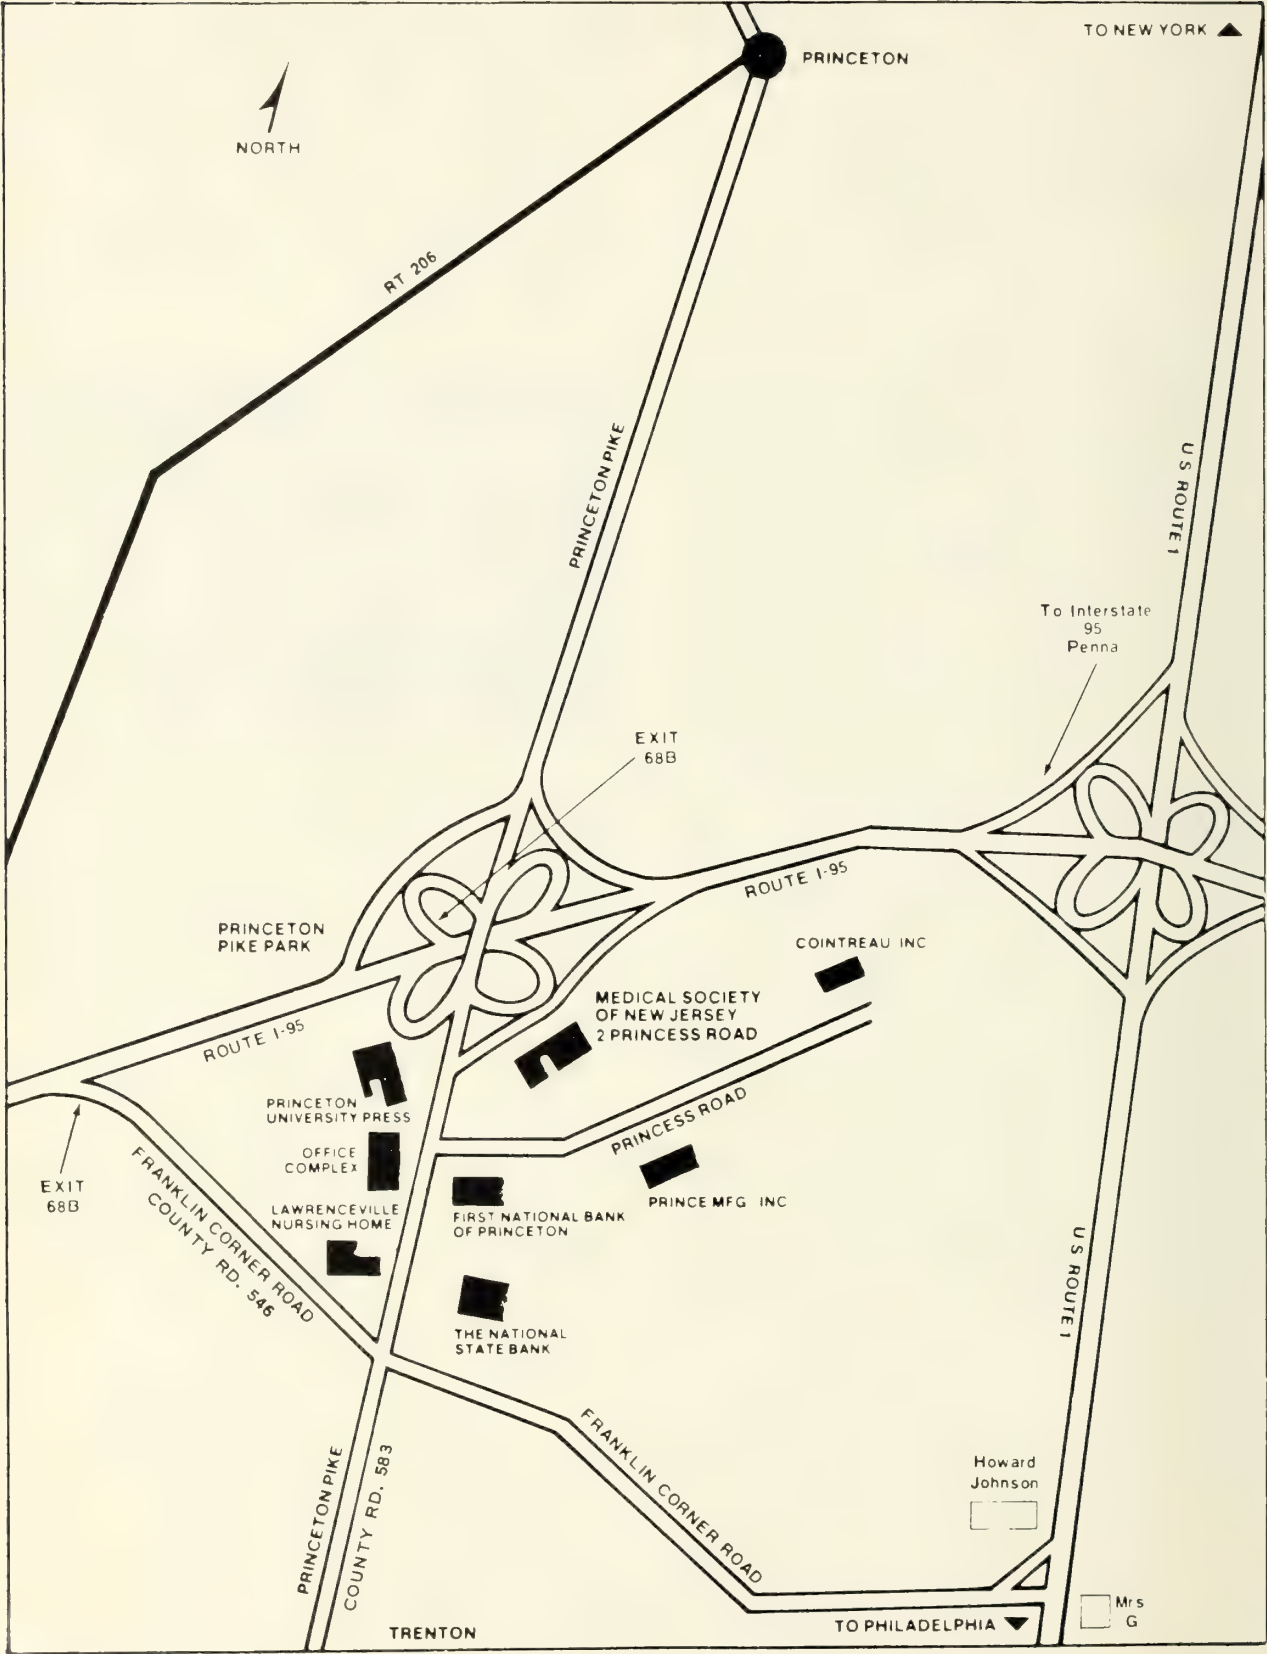 TO NEW YORK
PRINCETON
NORTH
RT 206
PRINCETON PIKE
U S ROUTE 1
To Interstate
95
Penna
EXIT
68B
ROUTE I-95
PRINCETON
PIKE PARK
COINTREAU INC
MEDICAL SOCIETY
OF NEW JERSEY
2 PRINCESS ROAD
ROUTE I-95
PRINCETON
UNIVERSITY PRESS
PRINCESS ROAD
OFFICE
COMPLEX
EXIT
68B
FRANKLIN CORNER ROAD
COUNTY RD. 546
LAWRENCEVILLE
NURSING HOME
PRINCE MFG INC
FIRST NATIONAL BANK
OF PRINCETON
U S ROUTE 1
THE NATIONAL
STATE BANK
FRANKLIN CORNER ROAD
PRINCETON PIKE
COUNTY RD. 583
Howard
Johnson
Mrs
G
TO PHILADELPHIA
TRENTON